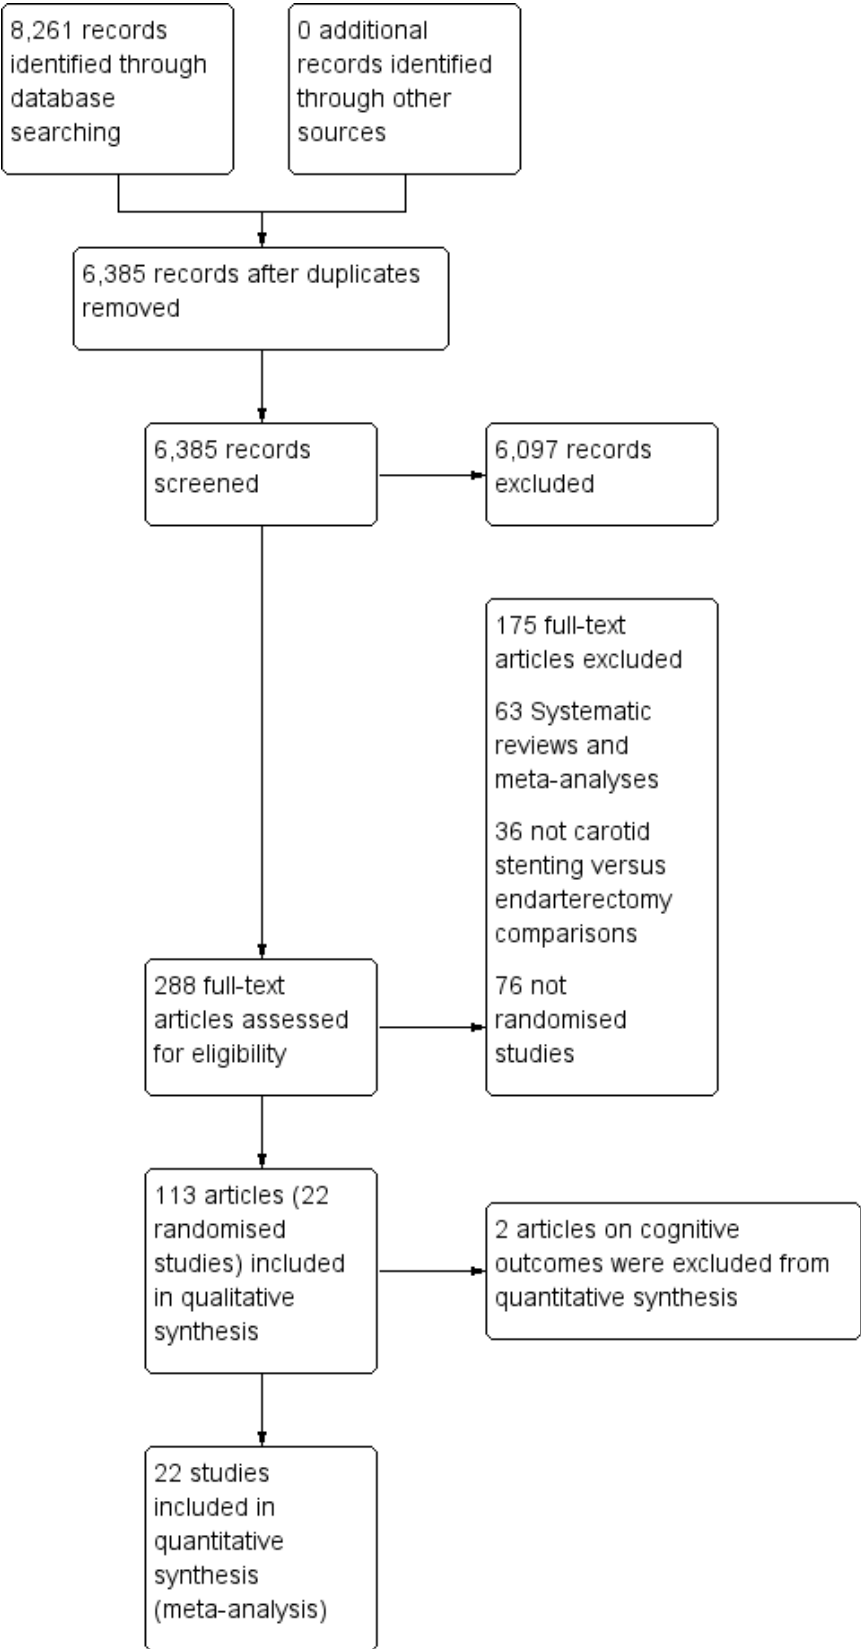 8,261 records
identified through
database
searching
0 additional
records identified
through other
sources
6,385 records after duplicates
removed
6,385 records
screened
6,097 records
excluded
175 full-text
articles excluded
63 Systematic
reviews and
meta-analyses
36 not carotid
stenting versus
endarterectomy
comparisons
76 not
randomised
studies
288 full-text
articles assessed
for eligibility
113 articles (22
randomised
studies) included
in qualitative
synthesis
2 articles on cognitive
outcomes were excluded from
quantitative synthesis
22 studies
included in
quantitative
synthesis
(meta-analysis)